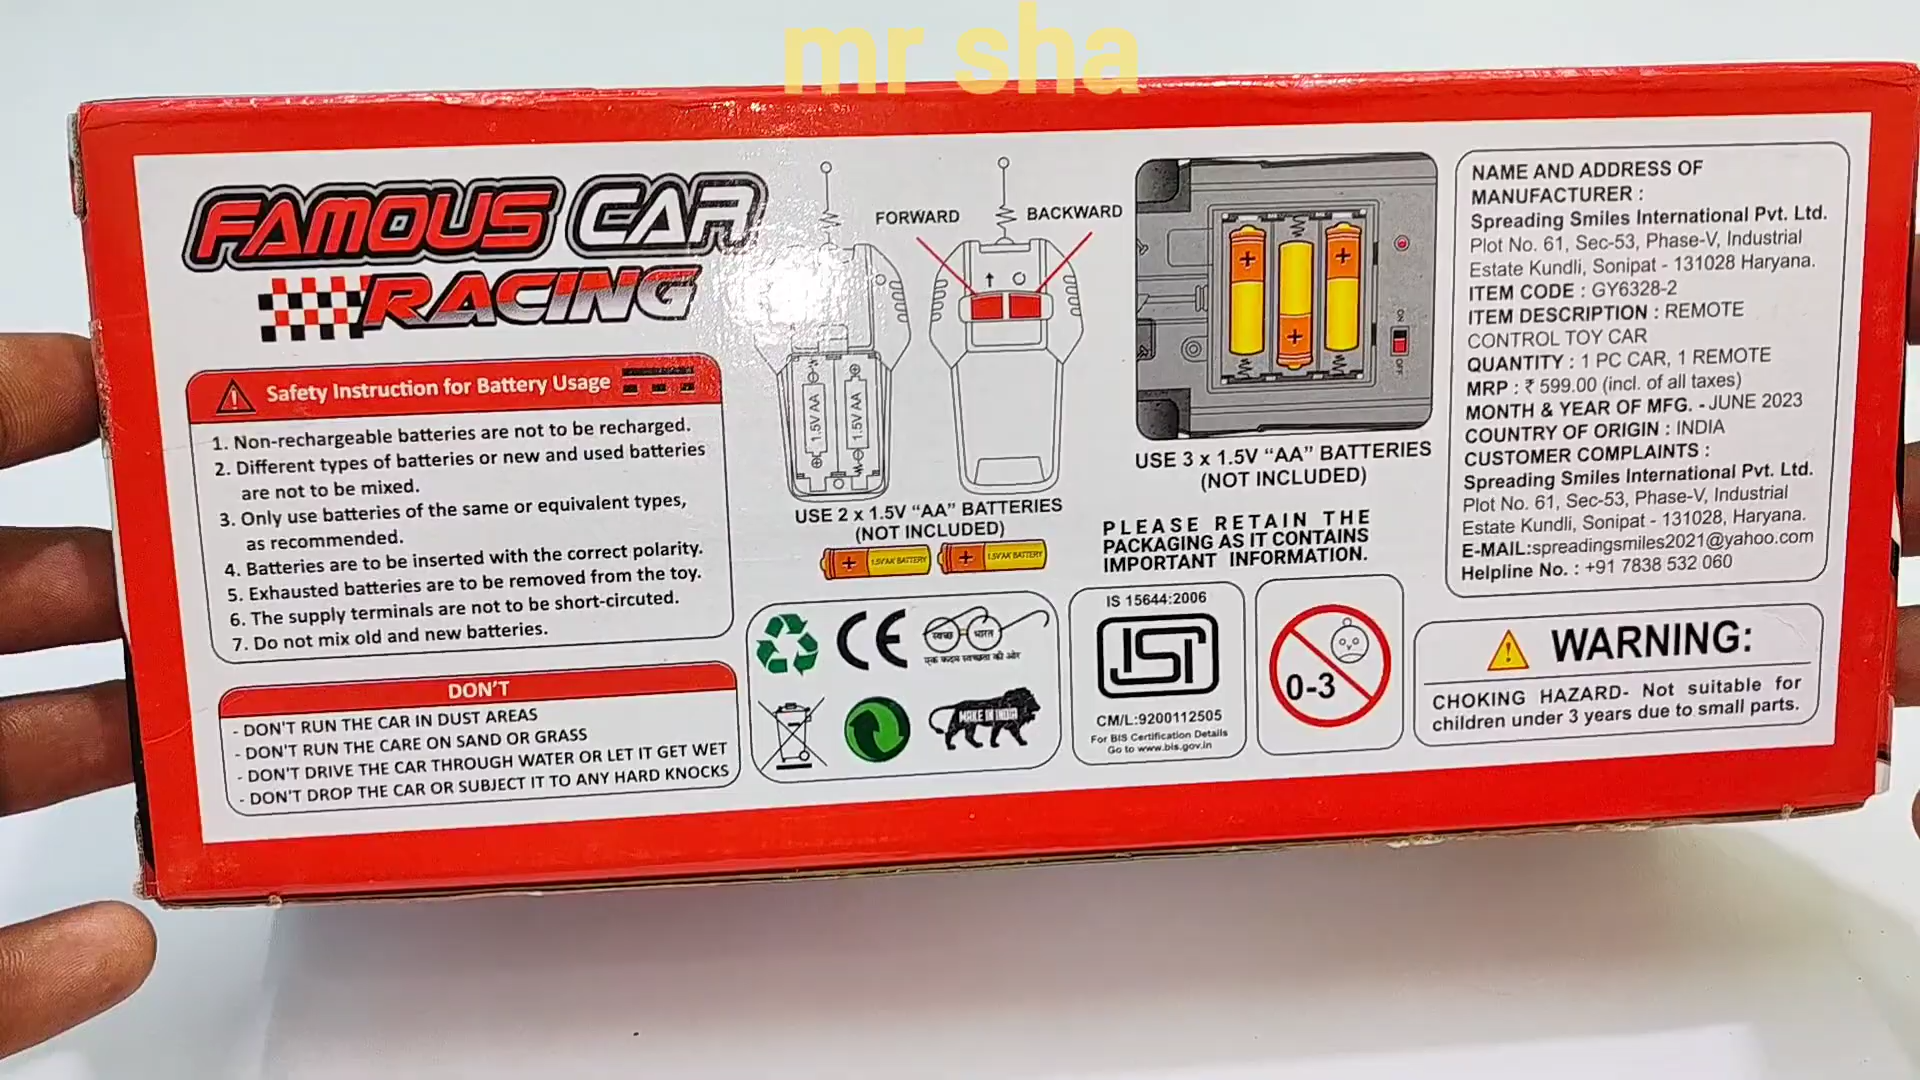 mr sha
FAMOUS CAR
RACING
Safety Instruction for Battery Usage
1. Non-rechargeable batteries are not to be recharged.
2. Different types of batteries or new and used batteries
are not to be mixed.
3. Only use batteries of the same or equivalent types,
as recommended.
4. Batteries are to be inserted with the correct polarity.
5. Exhausted batteries are to be removed from the toy.
6. The supply terminals are not to be short-circuted.
7. Do not mix old and new batteries.
DON'T
- DON'T RUN THE CAR IN DUST AREAS
- DON'T RUN THE CARE ON SAND OR GRASS
- DON'T DRIVE THE CAR THROUGH WATER OR LET IT GET WET
- DON'T DROP THE CAR OR SUBJECT IT TO ANY HARD KNOCKS
FORWARD
BACKWARD
1.5V AA
1.5V AA
USE 2 x 1.5V “AA” BATTERIES
(NOT INCLUDED)
ON
OFF
USE 3 x 1.5V “AA” BATTERIES
(NOT INCLUDED)
PLEASE RETAIN THE
PACKAGING AS IT CONTAINS
IMPORTANT INFORMATION.
CE
स्वच्छ भारत
एक कदम स्वच्छता की ओर
MAKE IN INDIA
IS 15644:2006
ISI
CM/L:9200112505
For BIS Certification Details
Go to www.bis.gov.in
0-3
NAME AND ADDRESS OF
MANUFACTURER :
Spreading Smiles International Pvt. Ltd.
Plot No. 61, Sec-53, Phase-V, Industrial
Estate Kundli, Sonipat - 131028 Haryana.
ITEM CODE : GY6328-2
ITEM DESCRIPTION : REMOTE
CONTROL TOY CAR
QUANTITY : 1 PC CAR, 1 REMOTE
MRP : ₹ 599.00 (incl. of all taxes)
MONTH & YEAR OF MFG. - JUNE 2023
COUNTRY OF ORIGIN : INDIA
CUSTOMER COMPLAINTS :
Spreading Smiles International Pvt. Ltd.
Plot No. 61, Sec-53, Phase-V, Industrial
Estate Kundli, Sonipat - 131028, Haryana.
E-MAIL:spreadingsmiles2021@yahoo.com
Helpline No. : +91 7838 532 060
WARNING:
CHOKING HAZARD- Not suitable for
children under 3 years due to small parts.